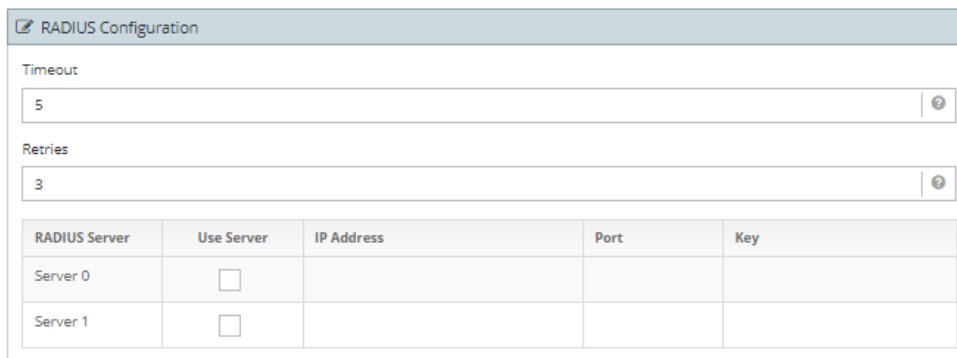 RADIUS Configuration
Timeout
5
Retries
3
RADIUS Server Use Server IP Address Port Key
Server 0
Server 1